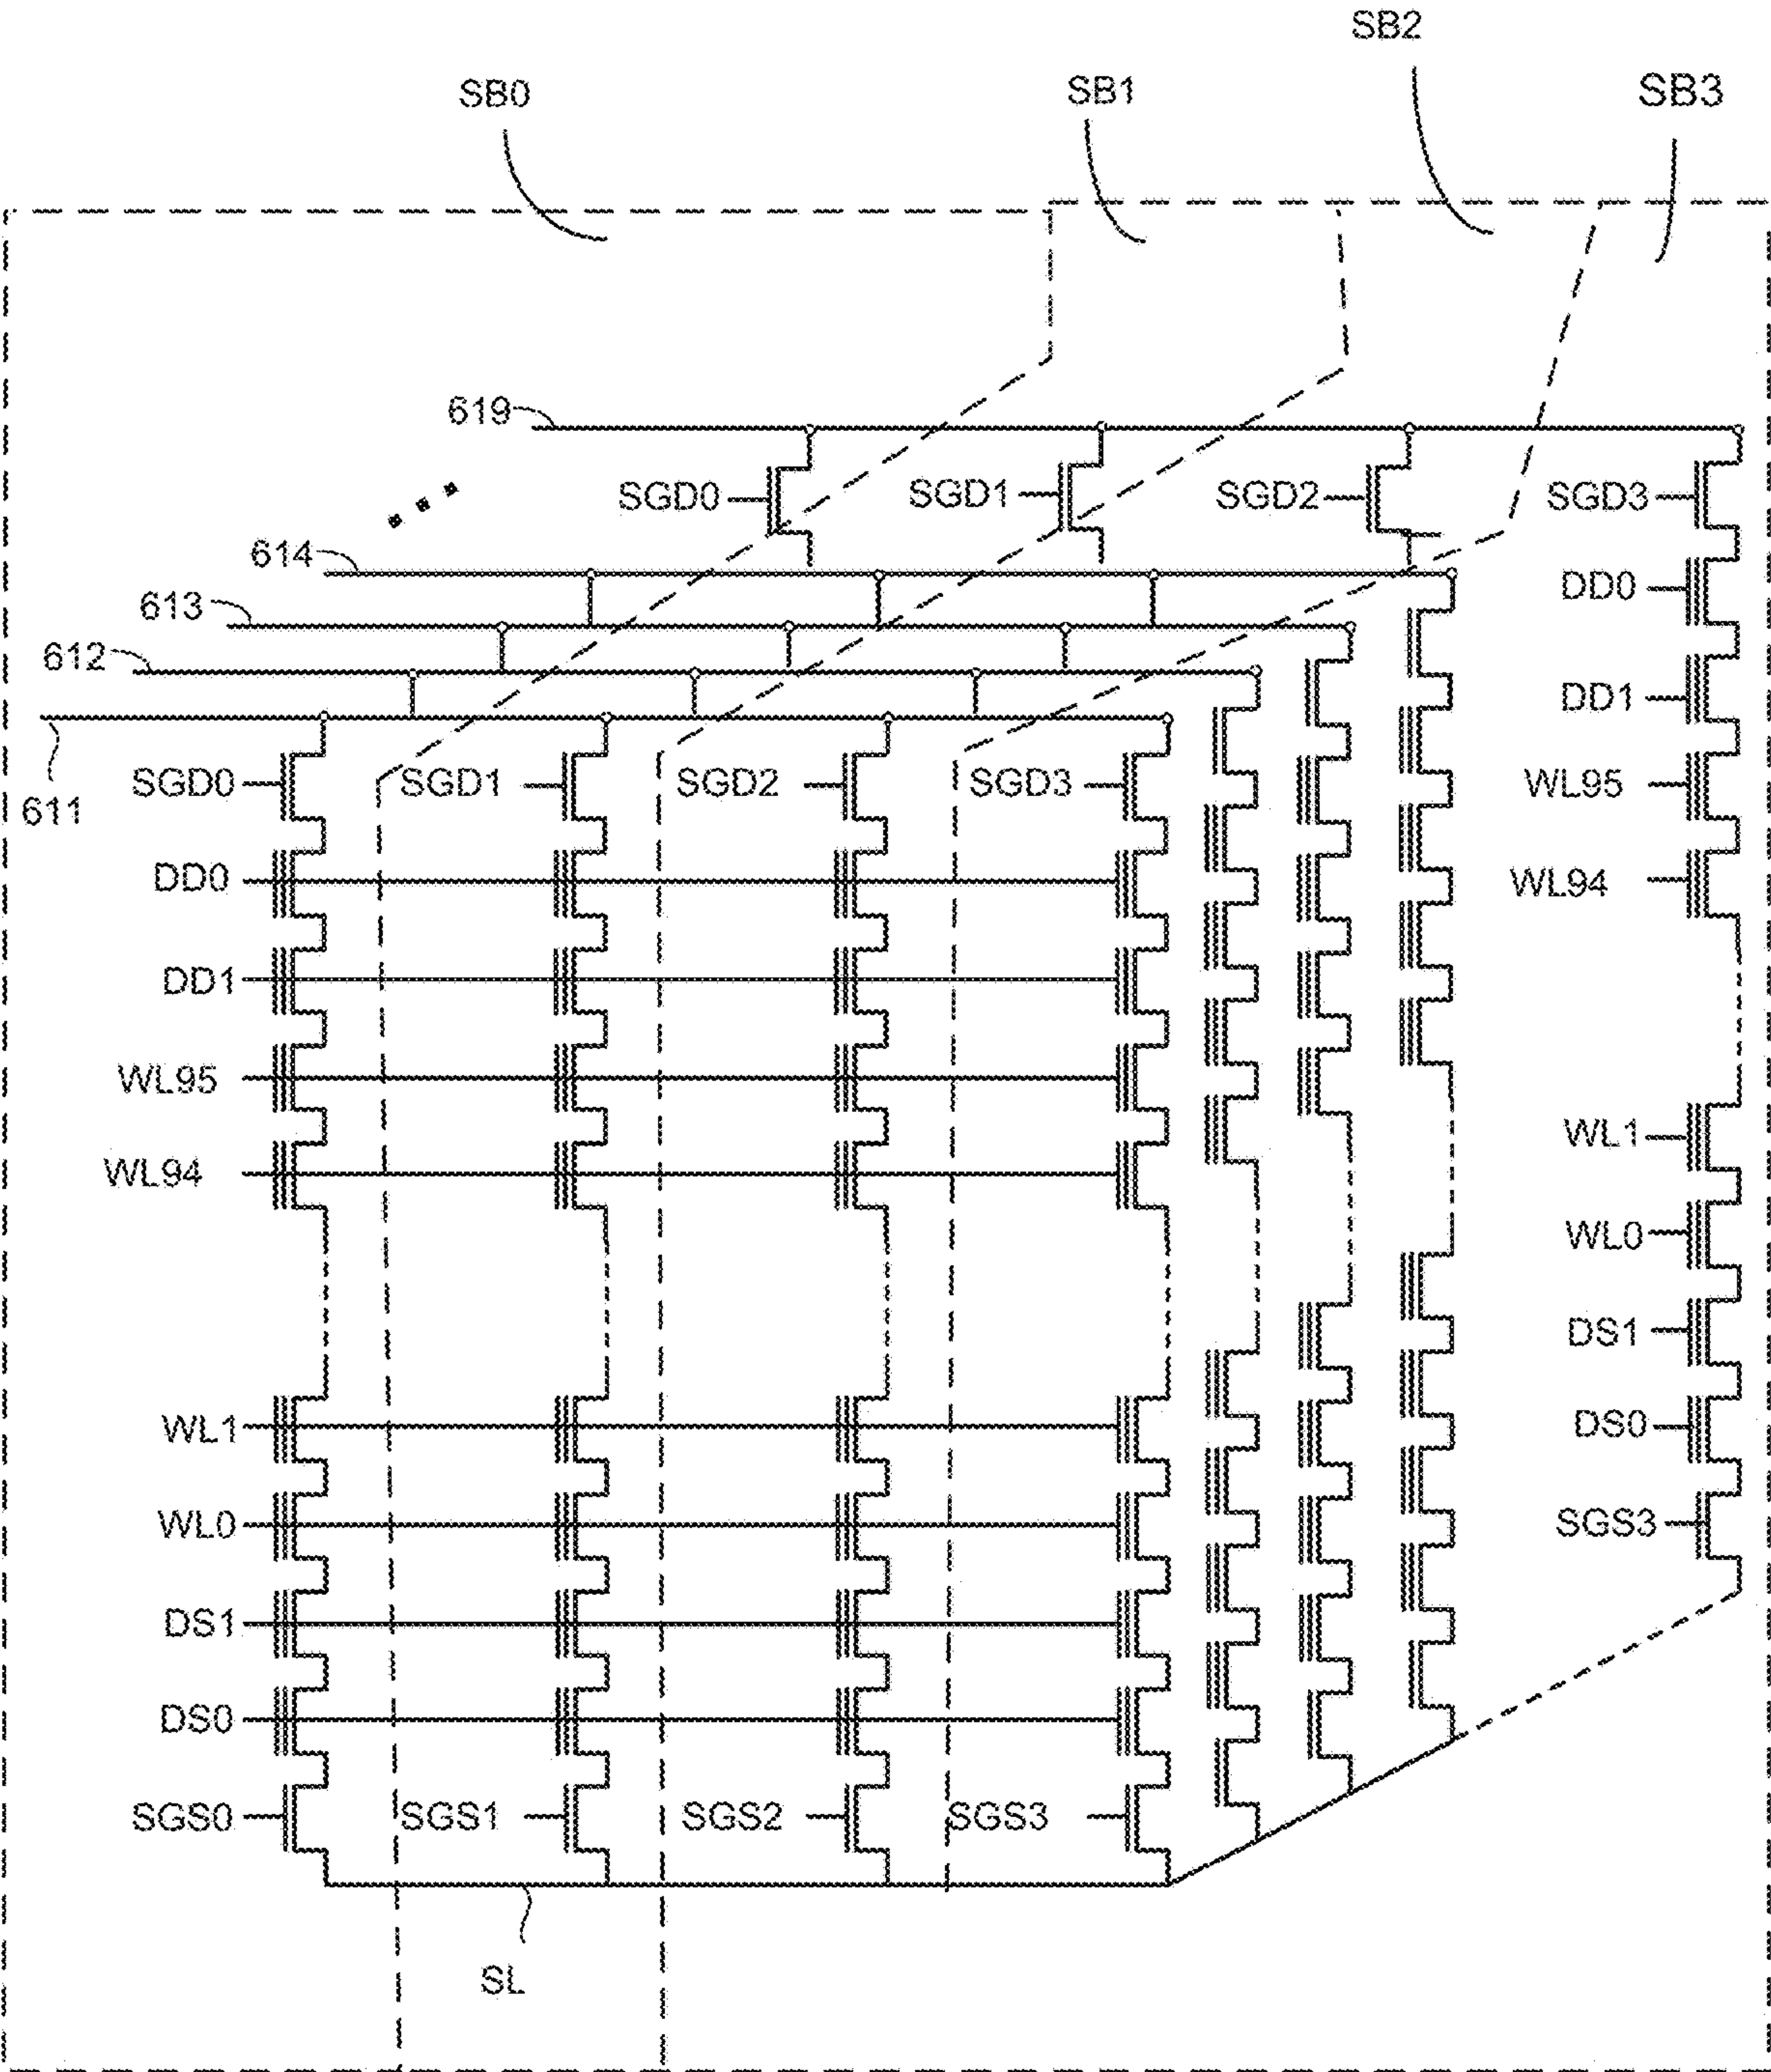 SB2
SB0 SB1 SB3
619
SGD0 SGD1 SGD2 SGD3
614
DD0
613
612
DD1
611
SGD0 SGD1 SGD2 SGD3
WL95
DD0
WL94
DD1
WL95
WL94
WL1
WL0
DS1
WL1
DS0
WL0
SGS3
DS1
DS0
SGS0 SGS1 SGS2 SGS3
SL